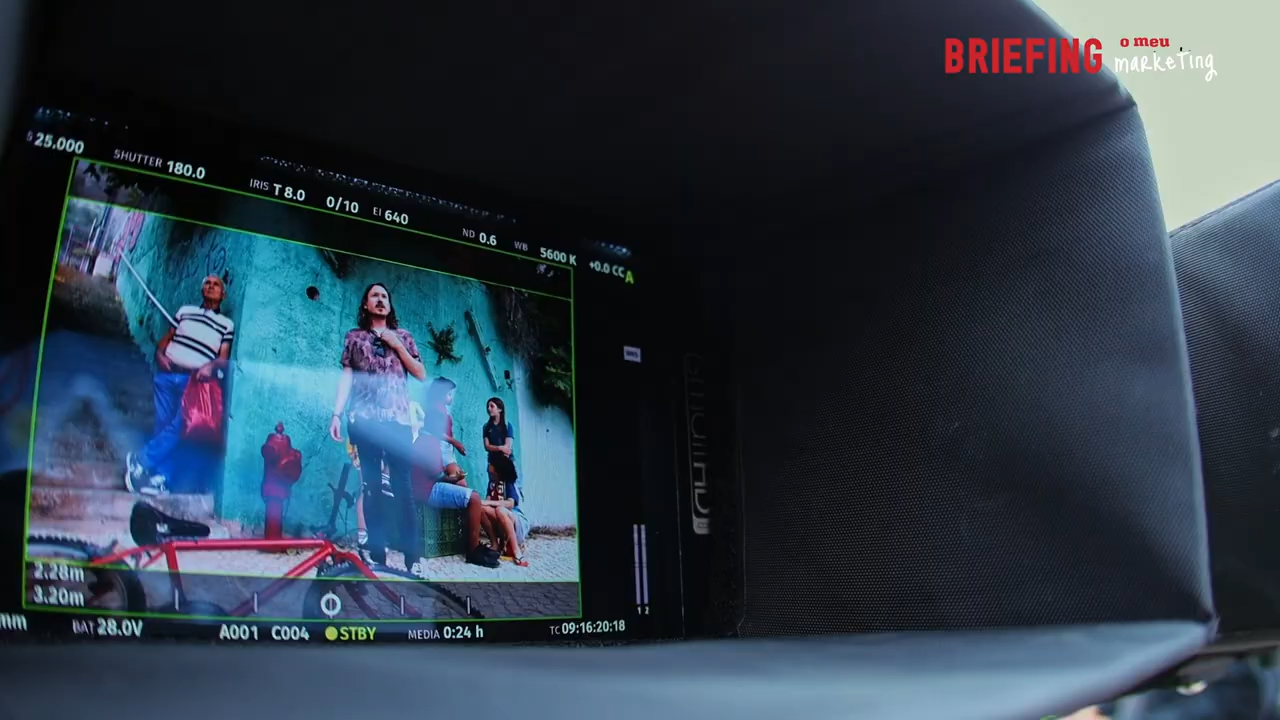 BRIEFING o meu marketing
25.000
SHUTTER 180.0
IRIS T 8.0
0/10
EI 640
ND 0.6
WB 5600 K
+0.0 CC A
2.28m
3.20m
mm
BAT 28.0V
A001 C004
STBY
MEDIA 0:24 h
TC 09:16:20:18
1 2